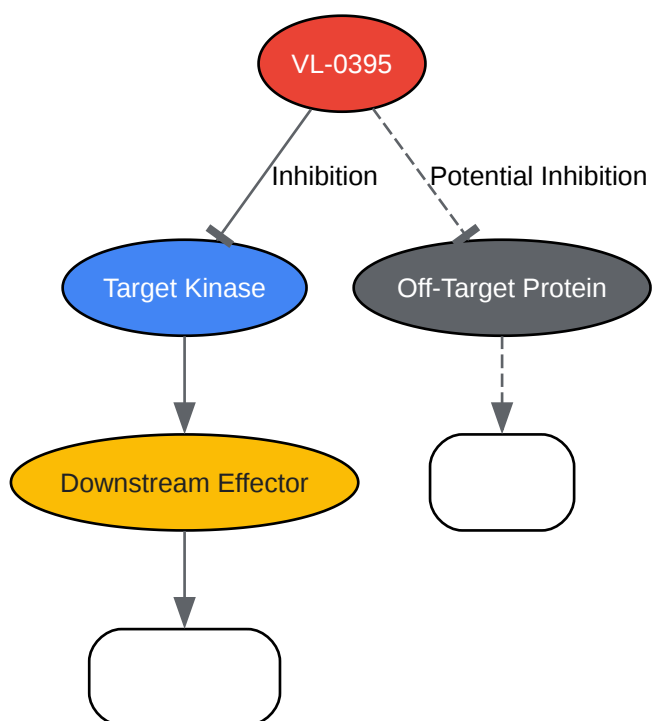 VL-0395
Inhibition
Potential Inhibition
Target Kinase
Off-Target Protein
Downstream Effector